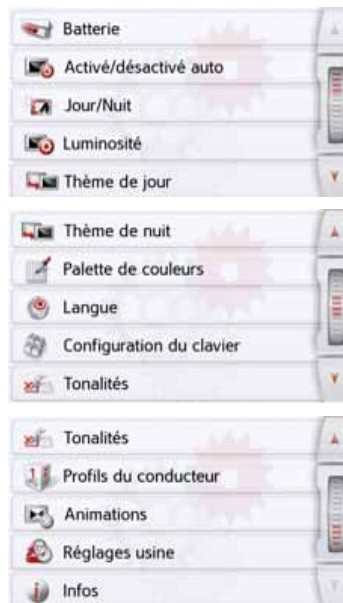 Batterie
Activé/désactivé auto
Jour/Nuit
Luminosité
Thème de jour
Thème de nuit
Palette de couleurs
Langue
Configuration du clavier
Tonalités
Tonalités
Profils du conducteur
Animations
Réglages usine
Infos